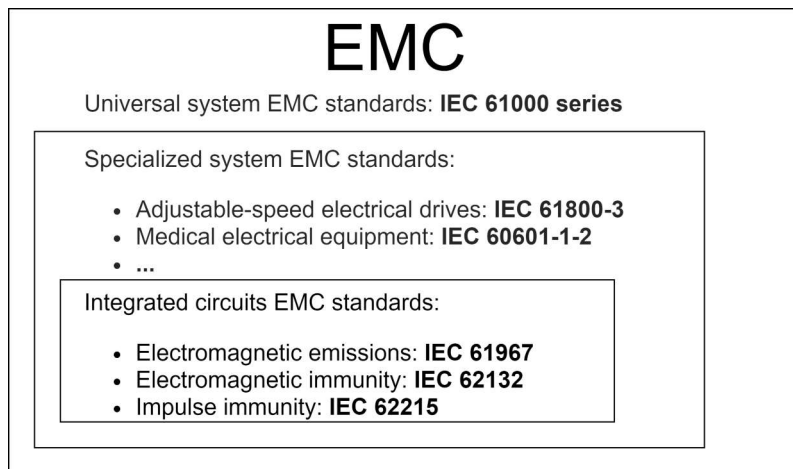 EMC
Universal system EMC standards: IEC 61000 series
Specialized system EMC standards:
• Adjustable-speed electrical drives: IEC 61800-3
• Medical electrical equipment: IEC 60601-1-2
• ...
Integrated circuits EMC standards:
• Electromagnetic emissions: IEC 61967
• Electromagnetic immunity: IEC 62132
• Impulse immunity: IEC 62215